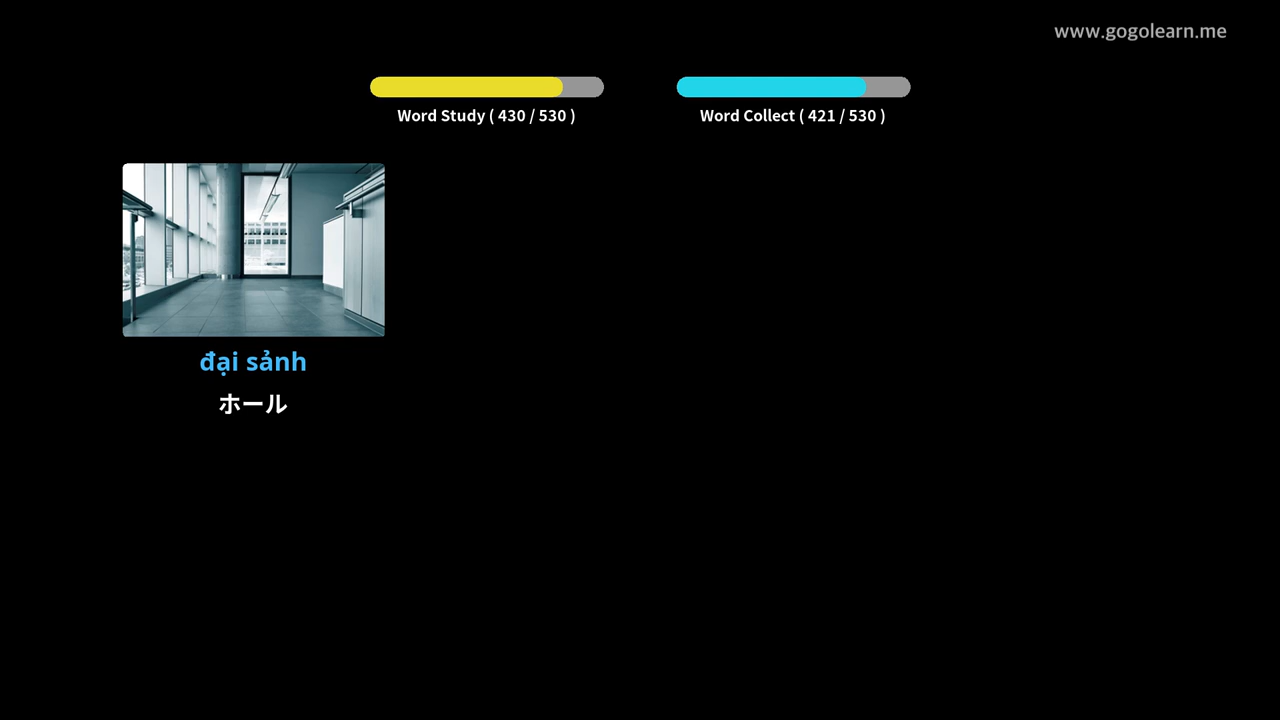 www.gogolearn.me
Word Study ( 430 / 530 )
Word Collect ( 421 / 530 )
đại sảnh
ホール